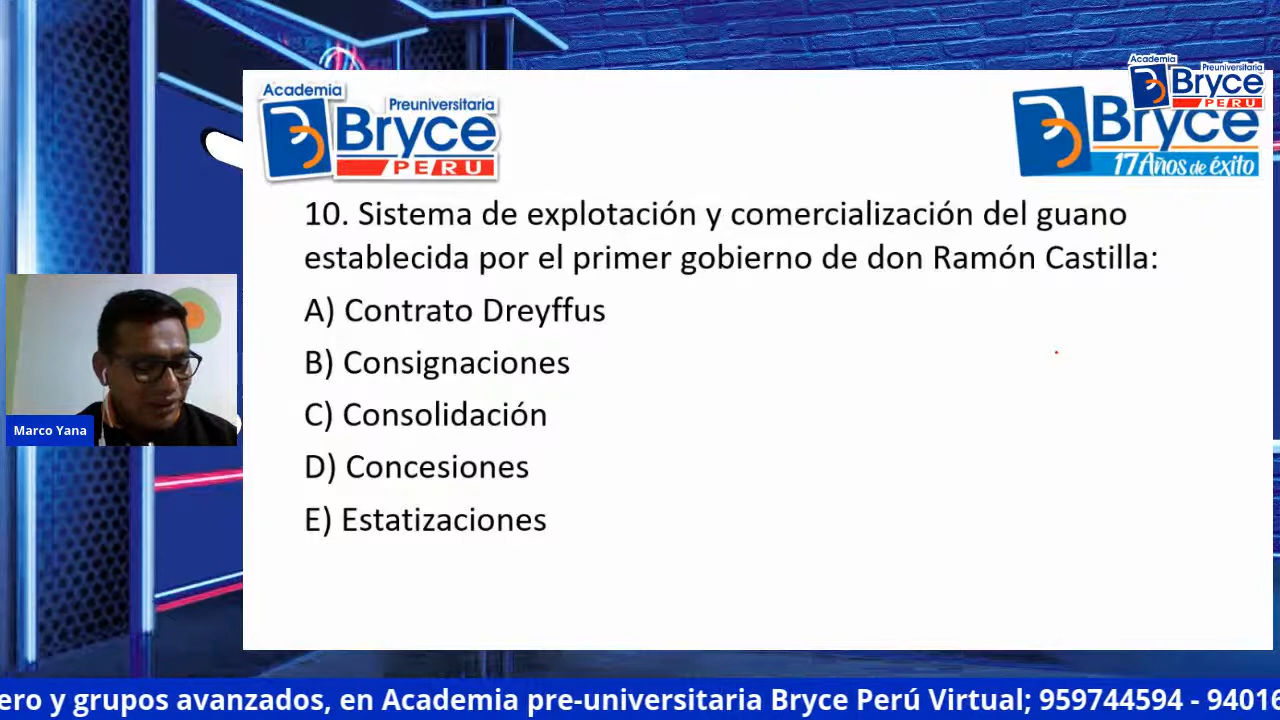 Academia
Preuniversitaria
Bryce
PERU
Academia
Preuniversitaria
Bryce
PERU
Bryce
17 Años de éxito
10. Sistema de explotación y comercialización del guano
establecida por el primer gobierno de don Ramón Castilla:
A) Contrato Dreyffus
B) Consignaciones
C) Consolidación
D) Concesiones
E) Estatizaciones
Marco Yana
ero y grupos avanzados, en Academia pre-universitaria Bryce Perú Virtual; 959744594 - 94016